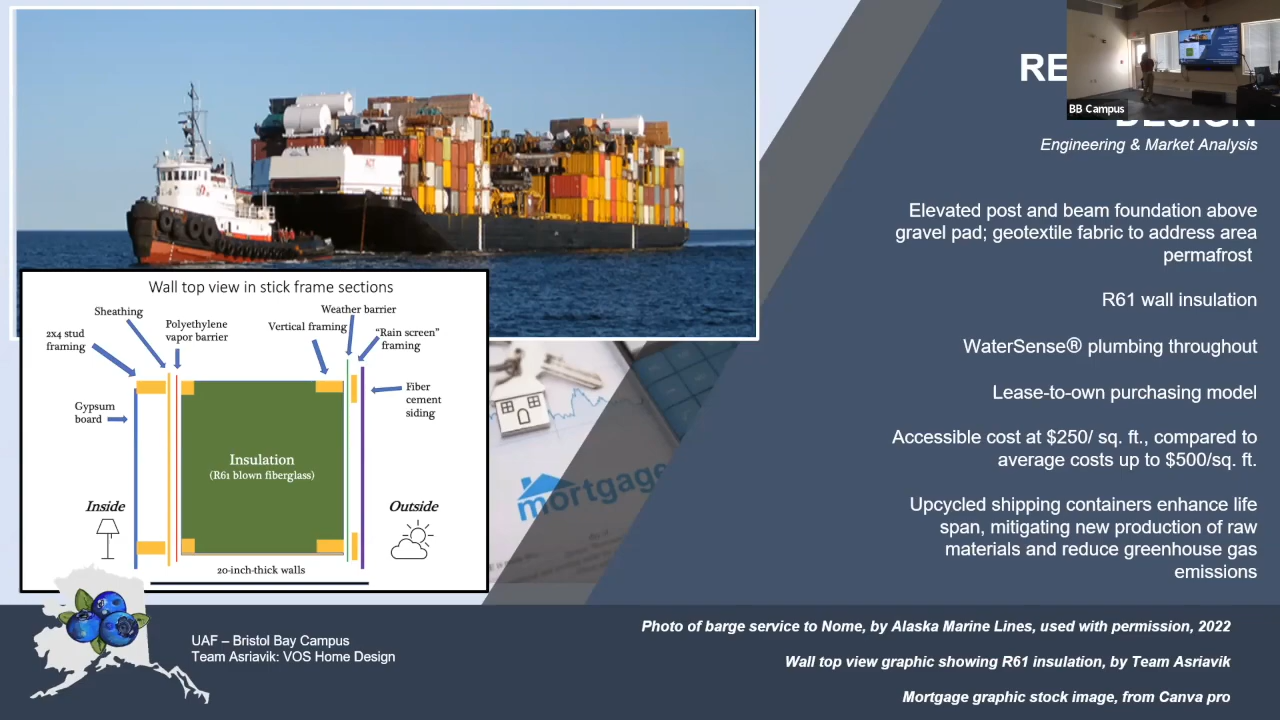 RE
BB Campus
DESIGN
Engineering & Market Analysis
Elevated post and beam foundation above
gravel pad; geotextile fabric to address area
permafrost
R61 wall insulation
WaterSense® plumbing throughout
Lease-to-own purchasing model
Accessible cost at $250/ sq. ft., compared to
average costs up to $500/sq. ft.
Upcycled shipping containers enhance life
span, mitigating new production of raw
materials and reduce greenhouse gas
emissions
Wall top view in stick frame sections
Sheathing
Weather barrier
2x4 stud
framing
Polyethylene
vapor barrier
Vertical framing
“Rain screen”
framing
Gypsum
board
Fiber
cement
siding
Insulation
(R61 blown fiberglass)
Inside
Outside
20-inch-thick walls
mortgage
UAF – Bristol Bay Campus
Team Asriavik: VOS Home Design
Photo of barge service to Nome, by Alaska Marine Lines, used with permission, 2022
Wall top view graphic showing R61 insulation, by Team Asriavik
Mortgage graphic stock image, from Canva pro